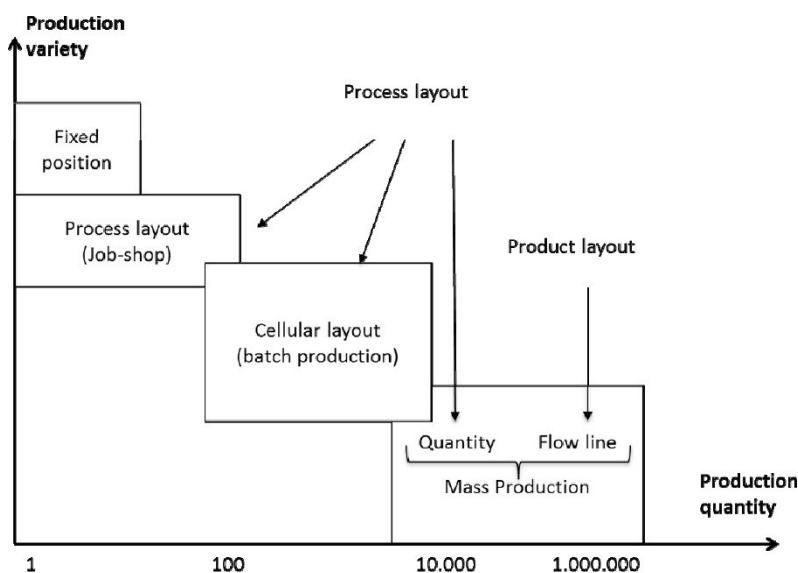 Production
variety
Process layout
Fixed
position
Process layout
(Job-shop)
Product layout
Cellular layout
(batch production)
Quantity
Flow line
Mass Production
Production
quantity
1
100
10.000
1.000.000